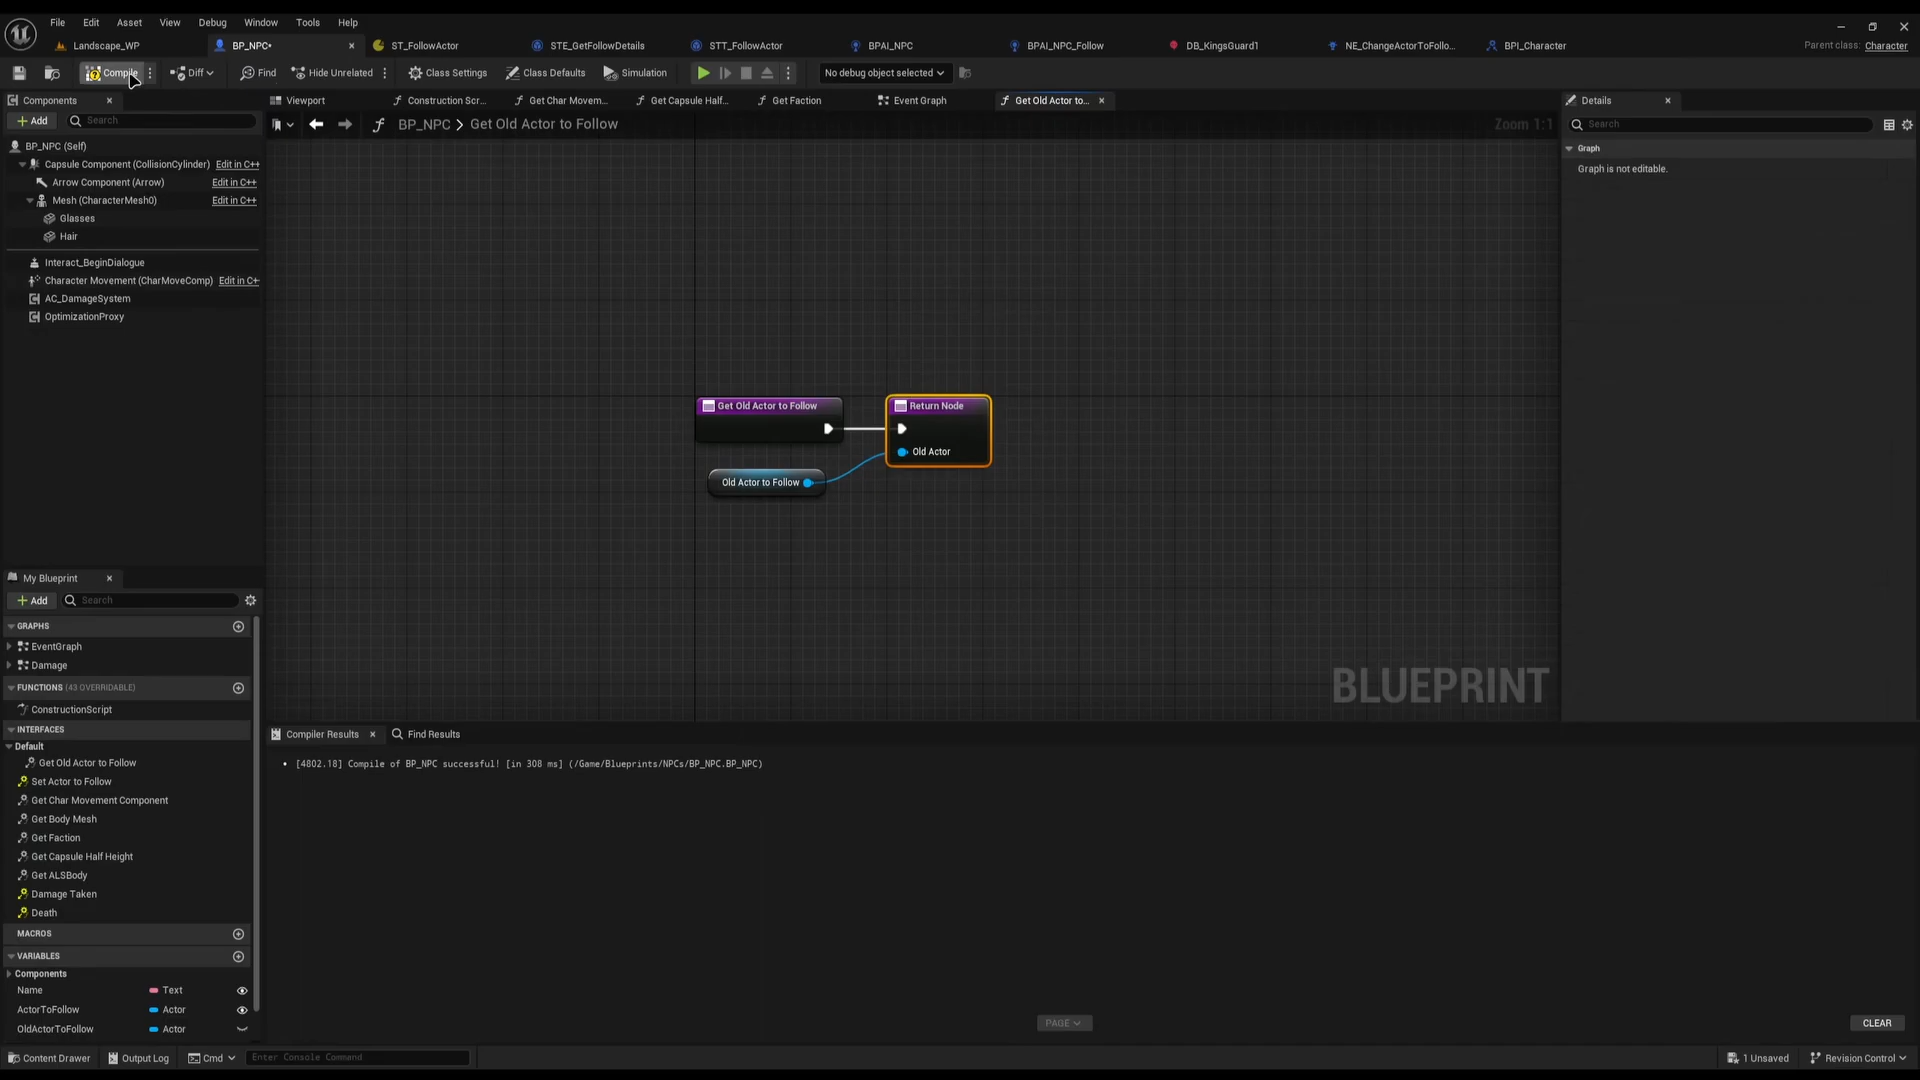 File Edit Asset View Debug Window Tools Help
Landscape_WP BP_NPC• ST_FollowActor STE_GetFollowDetails STT_FollowActor BPAI_NPC BPAI_NPC_Follow DB_KingsGuard1 NE_ChangeActorToFollo... BPI_Character Parent class: Character
Compile Diff Find Hide Unrelated Class Settings Class Defaults Simulation No debug object selected
Components Viewport Construction Scr... Get Char Movem... Get Capsule Half... Get Faction Event Graph Get Old Actor to... Details
+ Add Search BP_NPC > Get Old Actor to Follow Zoom 1:1 Search
BP_NPC (Self)
Capsule Component (CollisionCylinder) Edit in C++
Arrow Component (Arrow) Edit in C++
Mesh (CharacterMesh0) Edit in C++
Glasses
Hair
Interact_BeginDialogue
Character Movement (CharMoveComp) Edit in C++
AC_DamageSystem
OptimizationProxy
Graph
Graph is not editable.
Get Old Actor to Follow
Return Node
Old Actor
Old Actor to Follow
BLUEPRINT
My Blueprint
+ Add Search
GRAPHS
EventGraph
Damage
FUNCTIONS (43 OVERRIDABLE)
ConstructionScript
INTERFACES
Default
Get Old Actor to Follow
Set Actor to Follow
Get Char Movement Component
Get Body Mesh
Get Faction
Get Capsule Half Height
Get ALSBody
Damage Taken
Death
MACROS
VARIABLES
Components
Name Text
ActorToFollow Actor
OldActorToFollow Actor
Compiler Results Find Results
• [4802.18] Compile of BP_NPC successful! [in 308 ms] (/Game/Blueprints/NPCs/BP_NPC.BP_NPC)
PAGE CLEAR
Content Drawer Output Log Cmd Enter Console Command 1 Unsaved Revision Control